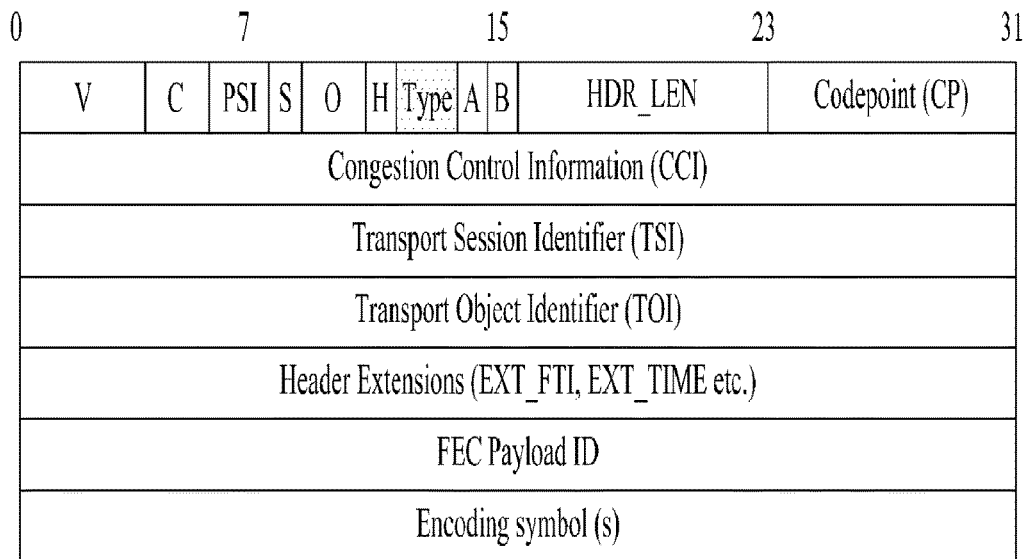 0 7 15 23 31
V C PSI S O H Type A B HDR_LEN Codepoint (CP)
Congestion Control Information (CCI)
Transport Session Identifier (TSI)
Transport Object Identifier (TOI)
Header Extensions (EXT_FTI, EXT_TIME etc.)
FEC Payload ID
Encoding symbol (s)